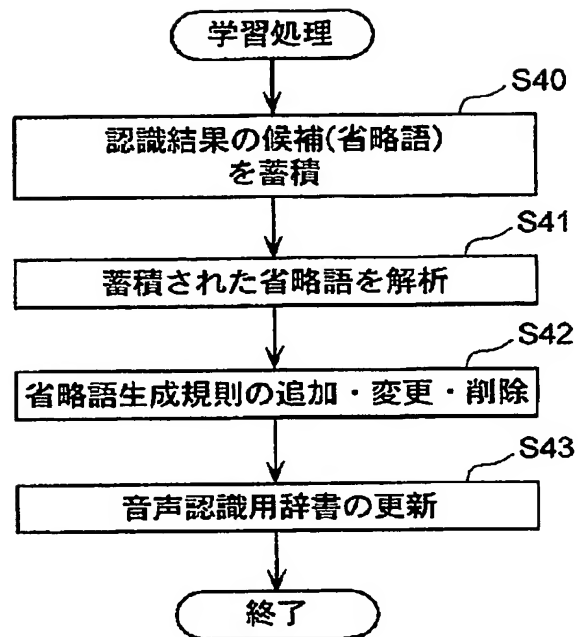 学習処理
S40
認識結果の候補(省略語)
を蓄積
S41
蓄積された省略語を解析
S42
省略語生成規則の追加・変更・削除
S43
音声認識用辞書の更新
終了